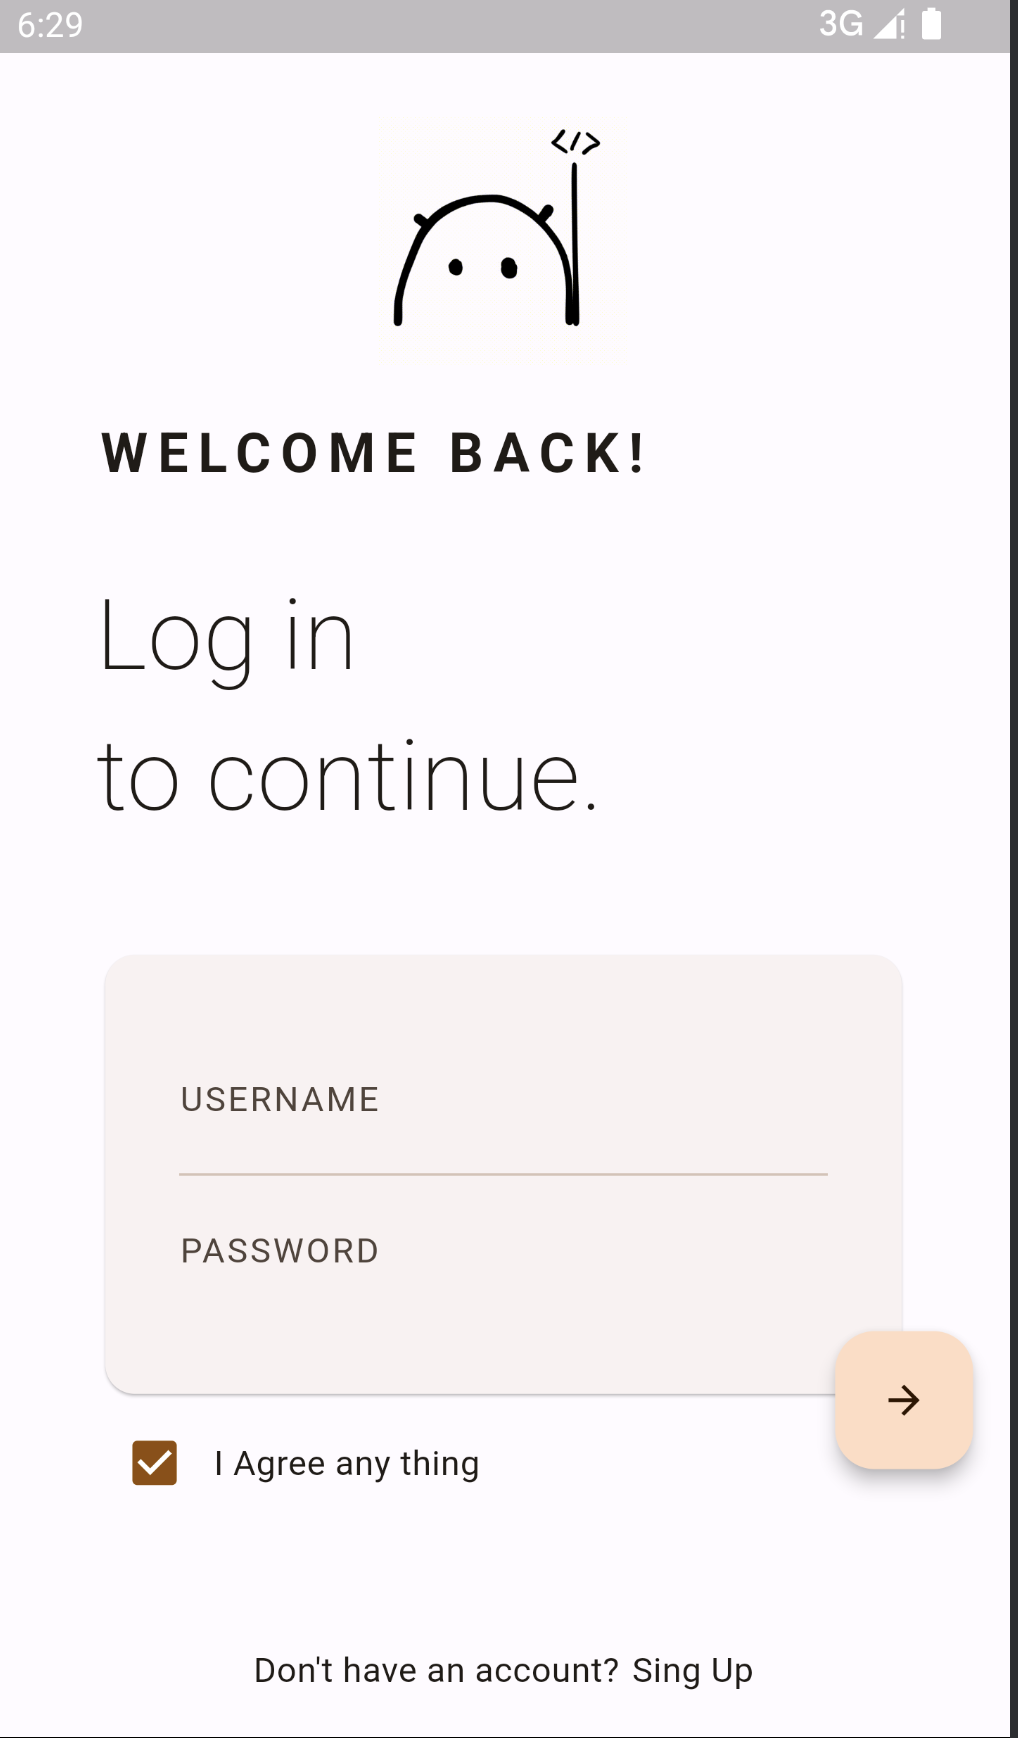 6:29 3G
</>
WELCOME BACK!
Log in
to continue.
USERNAME
PASSWORD
I Agree any thing
Don't have an account? Sing Up